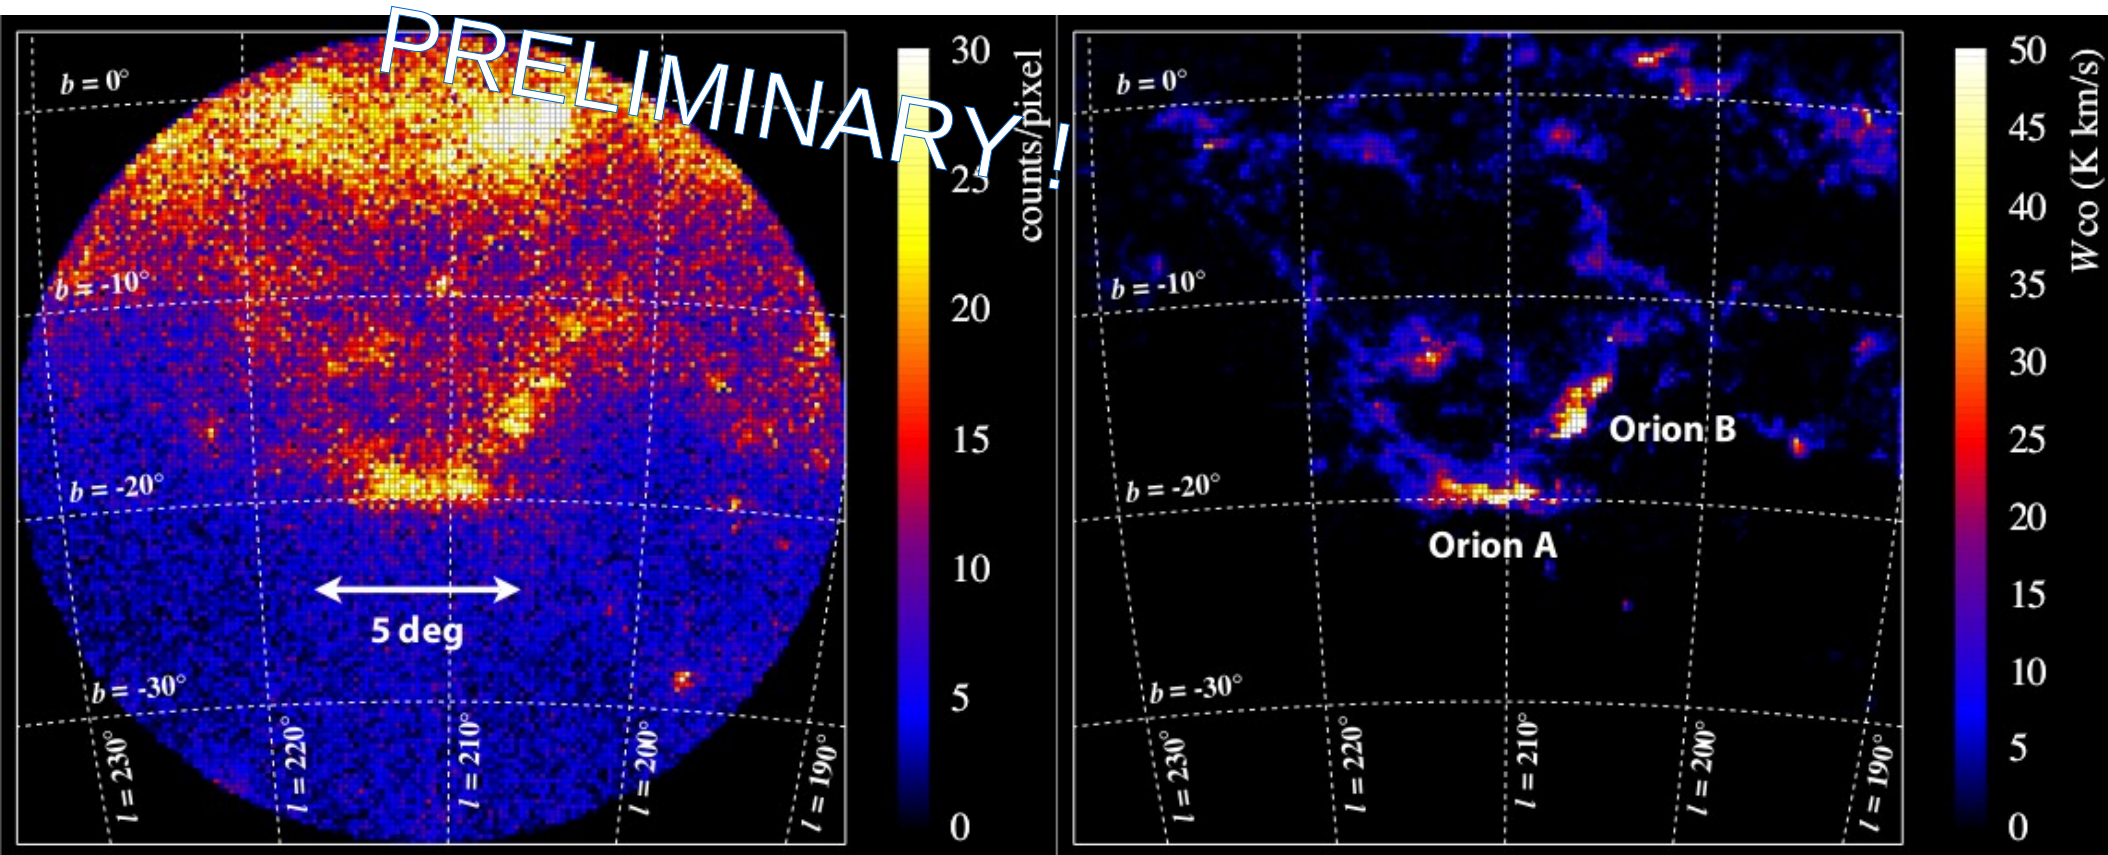 PRELIMINARY !
b = 0°
b = -10°
b = -20°
b = -30°
5 deg
l = 230°
l = 220°
l = 210°
l = 200°
l = 190°
30
25
20
15
10
5
0
counts/pixel
b = 0°
b = -10°
b = -20°
b = -30°
Orion B
Orion A
l = 230°
l = 220°
l = 210°
l = 200°
l = 190°
50
45
40
35
30
25
20
15
10
5
0
Wco (K km/s)